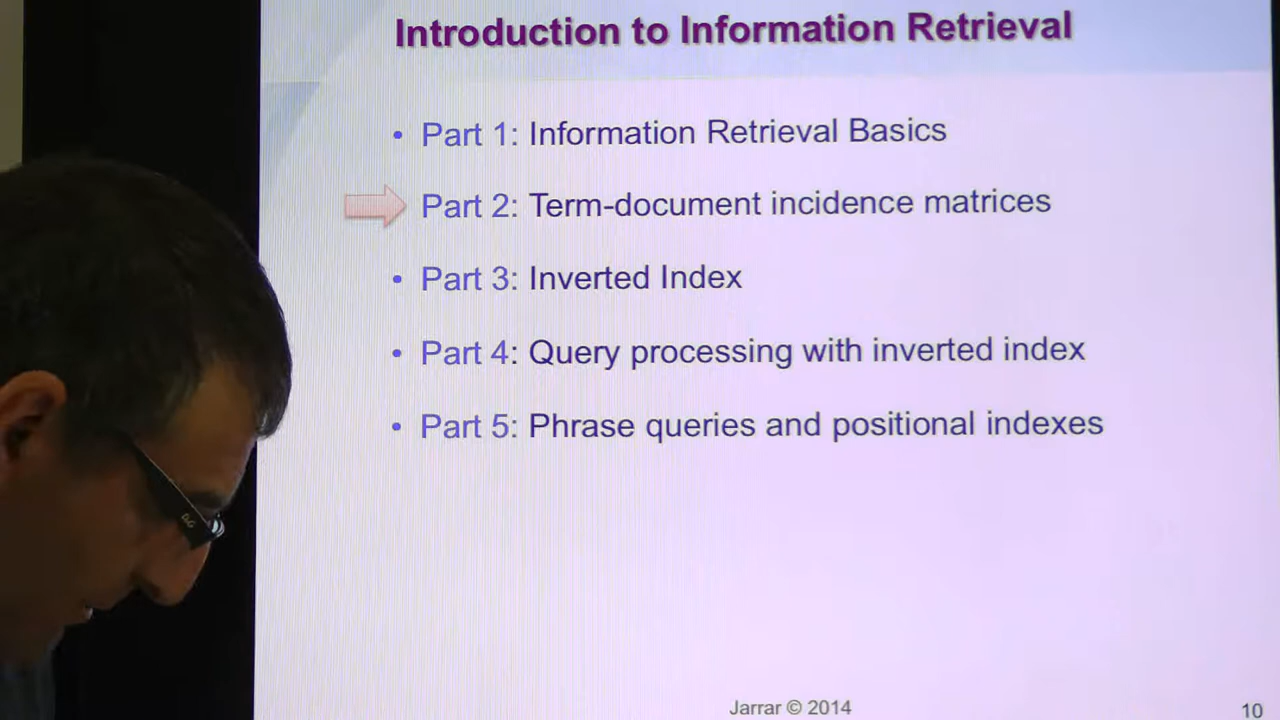 Introduction to Information Retrieval
• Part 1: Information Retrieval Basics
Part 2: Term-document incidence matrices
• Part 3: Inverted Index
• Part 4: Query processing with inverted index
• Part 5: Phrase queries and positional indexes
Jarrar © 2014
10